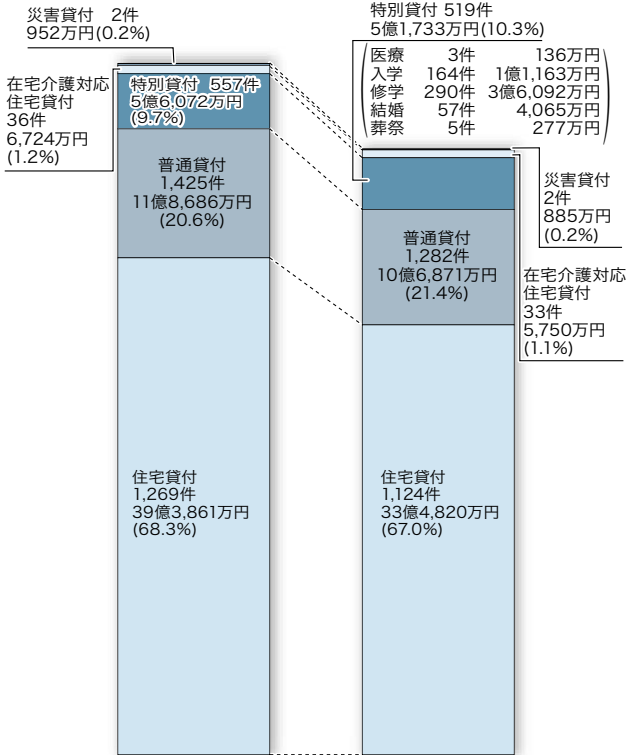 災害貸付　2件
952万円(0.2%)
在宅介護対応
住宅貸付
36件
6,724万円
(1.2%)
特別貸付　557件
5億6,072万円
(9.7%)
普通貸付
1,425件
11億8,686万円
(20.6%)
住宅貸付
1,269件
39億3,861万円
(68.3%)
特別貸付 519件
5億1,733万円(10.3%)
医療　3件　136万円
入学　164件　1億1,163万円
修学　290件　3億6,092万円
結婚　57件　4,065万円
葬祭　5件　277万円
災害貸付
2件
885万円
(0.2%)
普通貸付
1,282件
10億6,871万円
(21.4%)
在宅介護対応
住宅貸付
33件
5,750万円
(1.1%)
住宅貸付
1,124件
33億4,820万円
(67.0%)